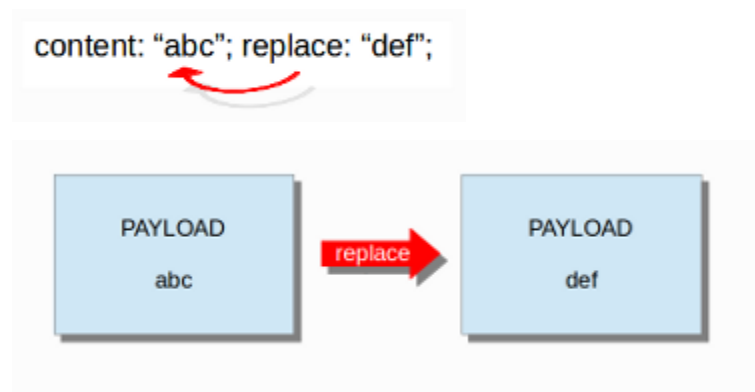 content: “abc”; replace: “def”;
PAYLOAD
abc
replace
PAYLOAD
def